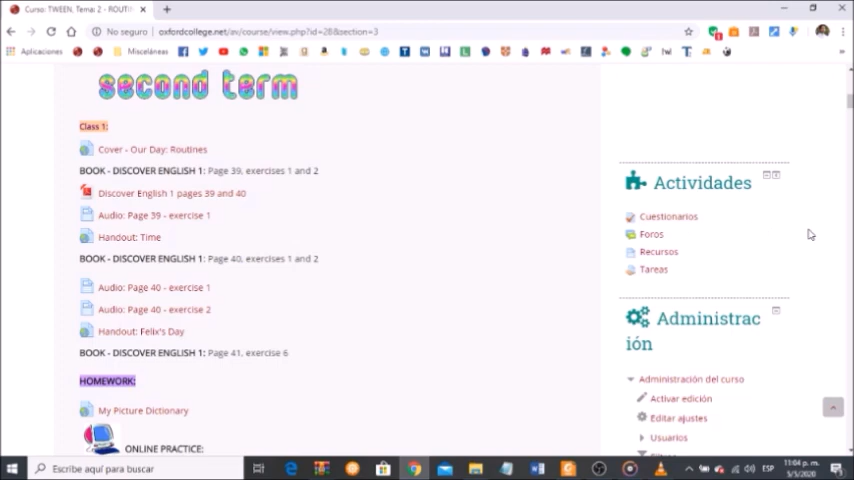 Curso: TWEEN, Tema: 2 - ROUTI
No seguro oxfordcollege.net/av/course/view.php?id=28&section=3
Aplicaciones Misceláneas
second term
Class 1:
Cover - Our Day: Routines
BOOK - DISCOVER ENGLISH 1: Page 39, exercises 1 and 2
Discover English 1 pages 39 and 40
Audio: Page 39 - exercise 1
Handout: Time
BOOK - DISCOVER ENGLISH 1: Page 40, exercises 1 and 2
Audio: Page 40 - exercise 1
Audio: Page 40 - exercise 2
Handout: Felix's Day
BOOK - DISCOVER ENGLISH 1: Page 41, exercise 6
HOMEWORK:
My Picture Dictionary
ONLINE PRACTICE:
Actividades
Cuestionarios
Foros
Recursos
Tareas
Administrac
ión
Administración del curso
Activar edición
Editar ajustes
Usuarios
Escribe aquí para buscar
ESP
11:04 p. m.
5/5/2020